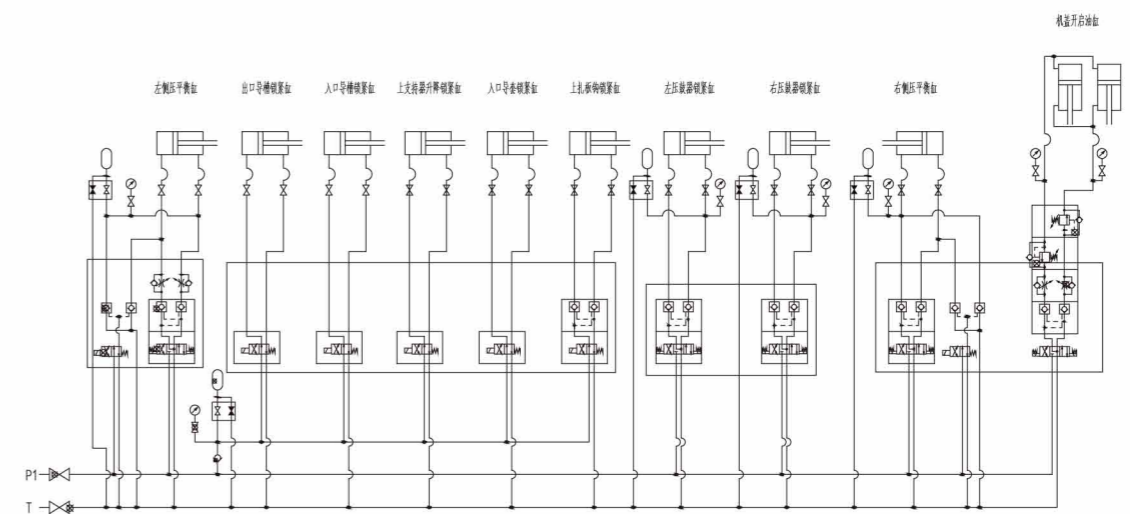 机盖开启油缸
左侧压平衡缸
出口导槽锁紧缸
入口导槽锁紧缸
上支持器升降锁紧缸
入口导套锁紧缸
上扎板钩锁紧缸
左压鼓器锁紧缸
右压鼓器锁紧缸
右侧压平衡缸
P1
T